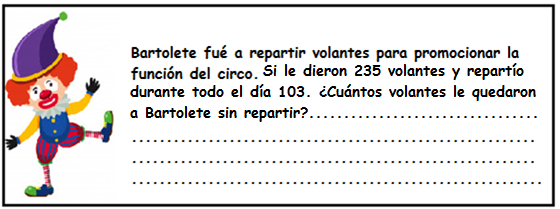 Bartolete fué a repartir volantes para promocionar la
función del circo. Si le dieron 235 volantes y repartío
durante todo el día 103. ¿Cuántos volantes le quedaron
a Bartolete sin repartir?..............................
.....................................................
.....................................................
.....................................................